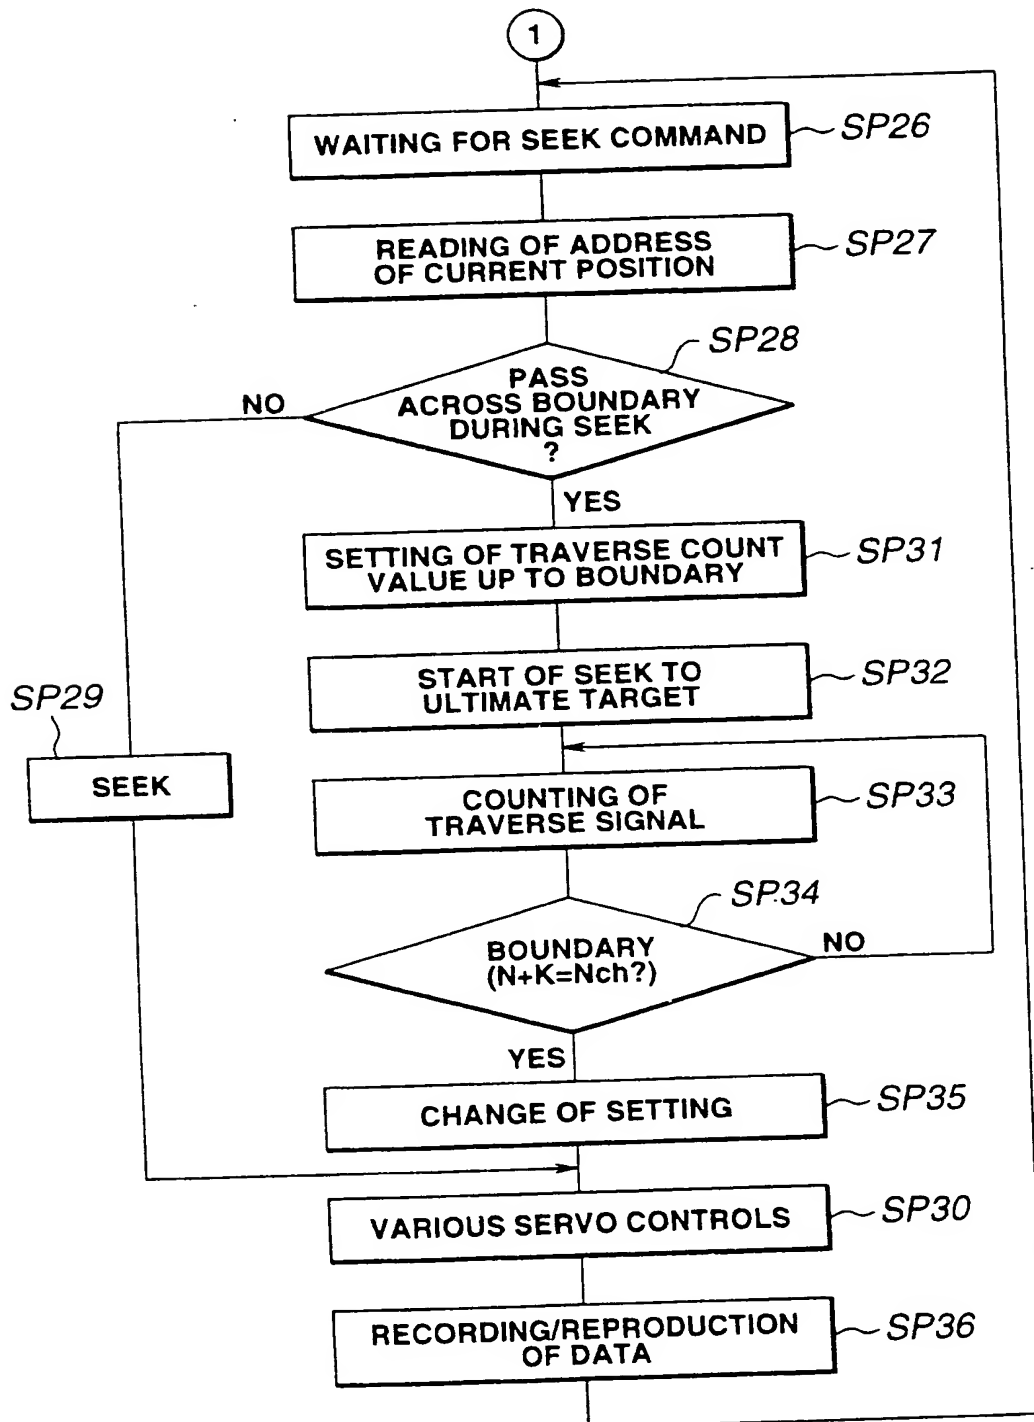 1
WAITING FOR SEEK COMMAND
SP26
READING OF ADDRESS
OF CURRENT POSITION
SP27
SP28
PASS
ACROSS BOUNDARY
DURING SEEK
?
NO
YES
SETTING OF TRAVERSE COUNT
VALUE UP TO BOUNDARY
SP31
START OF SEEK TO
ULTIMATE TARGET
SP32
SP29
SEEK
COUNTING OF
TRAVERSE SIGNAL
SP33
SP34
BOUNDARY
(N+K=Nch?)
NO
YES
CHANGE OF SETTING
SP35
VARIOUS SERVO CONTROLS
SP30
RECORDING/REPRODUCTION
OF DATA
SP36